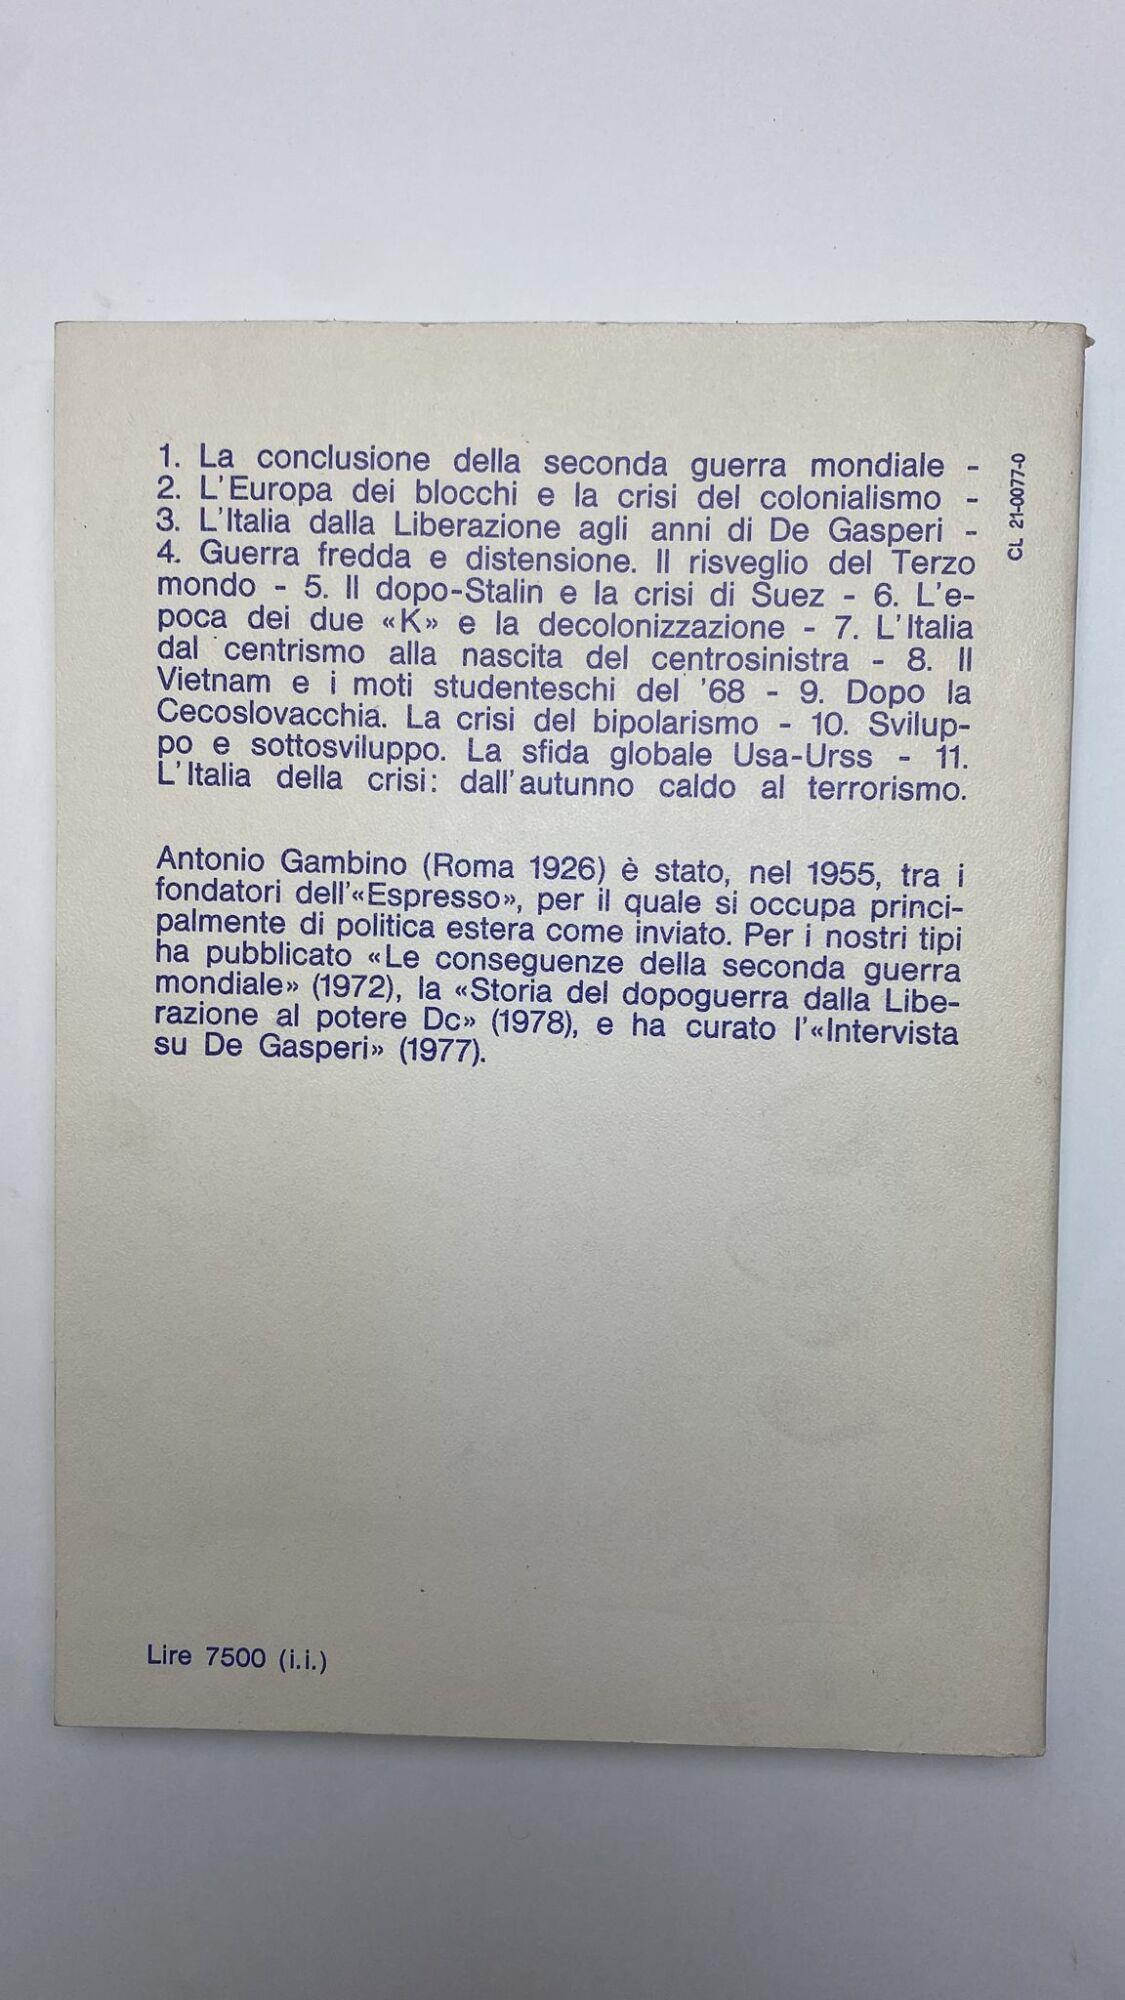 1. La conclusione della seconda guerra mondiale -
2. L'Europa dei blocchi e la crisi del colonialismo -
3. L'Italia dalla Liberazione agli anni di De Gasperi -
4. Guerra fredda e distensione. Il risveglio del Terzo
mondo - 5. Il dopo-Stalin e la crisi di Suez - 6. L'e-
poca dei due «K» e la decolonizzazione - 7. L'Italia
dal centrismo alla nascita del centrosinistra - 8. Il
Vietnam e i moti studenteschi del '68 - 9. Dopo la
Cecoslovacchia. La crisi del bipolarismo - 10. Svilup-
po e sottosviluppo. La sfida globale Usa-Urss - 11.
L'Italia della crisi: dall'autunno caldo al terrorismo.
CL 21-0077-0
Antonio Gambino (Roma 1926) è stato, nel 1955, tra i
fondatori dell'«Espresso», per il quale si occupa princi-
palmente di politica estera come inviato. Per i nostri tipi
ha pubblicato «Le conseguenze della seconda guerra
mondiale» (1972), la «Storia del dopoguerra dalla Libe-
razione al potere Dc» (1978), e ha curato l'«Intervista
su De Gasperi» (1977).
Lire 7500 (i.i.)